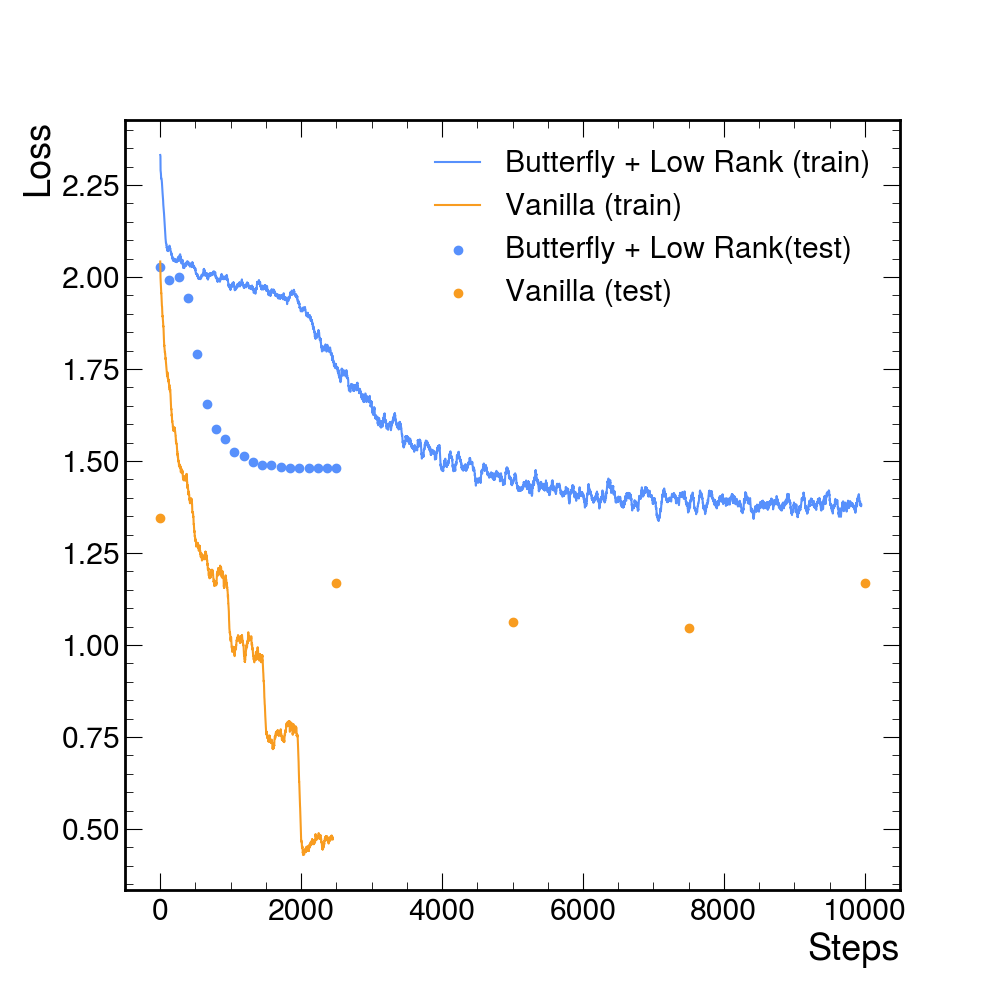 Loss
Butterfly + Low Rank (train)
Vanilla (train)
Butterfly + Low Rank(test)
Vanilla (test)
2.25
2.00
1.75
1.50
1.25
1.00
0.75
0.50
0 2000 4000 6000 8000 10000
Steps